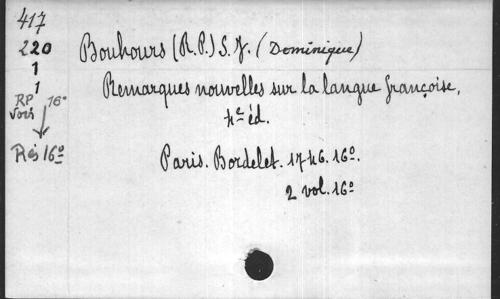 417
220
1
1
RP 16°
Vois
Rés 16°
Bouhours (R.P.) S.J. (Dominique)
Remarques nouvelles sur la langue françoise,
4e éd.
Paris. Bordelet. 1746. 16°.
2 vol. 16°